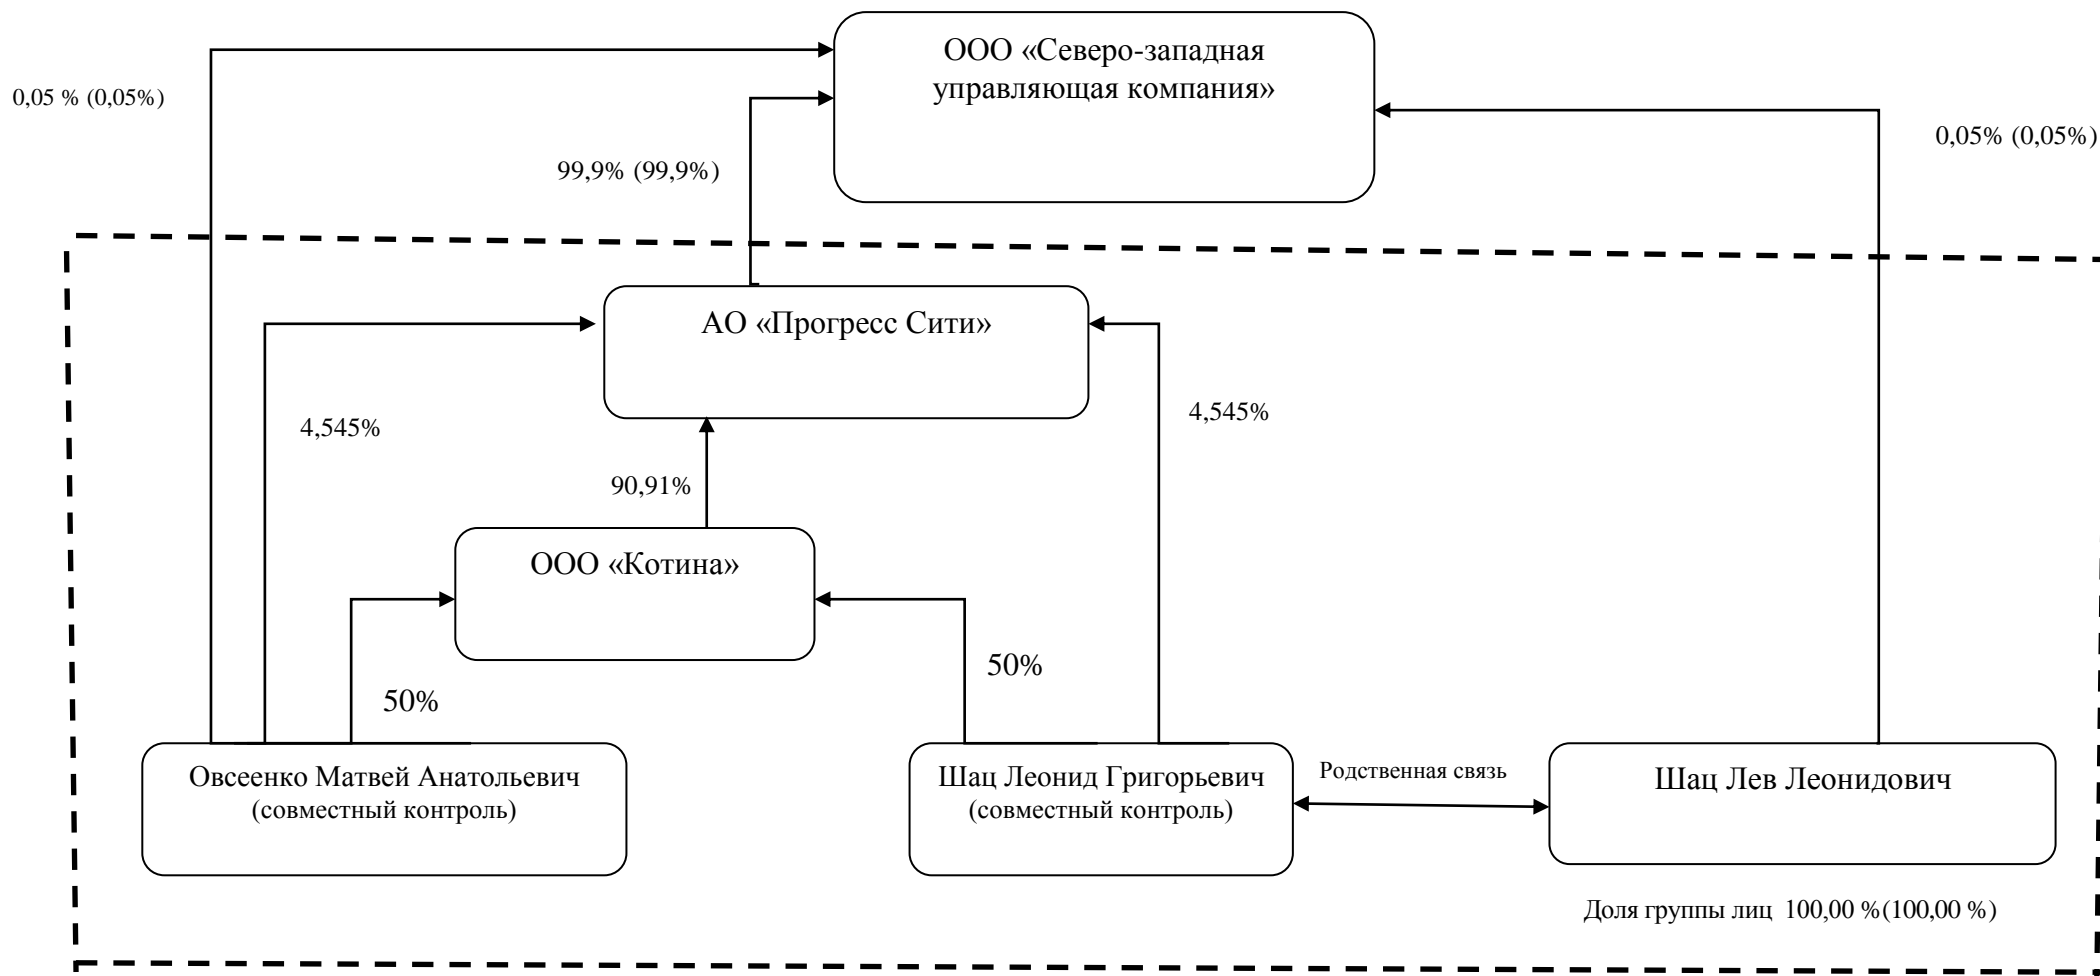 ООО «Северо-западная
управляющая компания»
0,05 % (0,05%)
0,05% (0,05%)
99,9% (99,9%)
АО «Прогресс Сити»
4,545%
4,545%
90,91%
ООО «Котина»
50%
50%
Овсеенко Матвей Анатольевич
(совместный контроль)
Шац Леонид Григорьевич
(совместный контроль)
Родственная связь
Шац Лев Леонидович
Доля группы лиц 100,00 %(100,00 %)